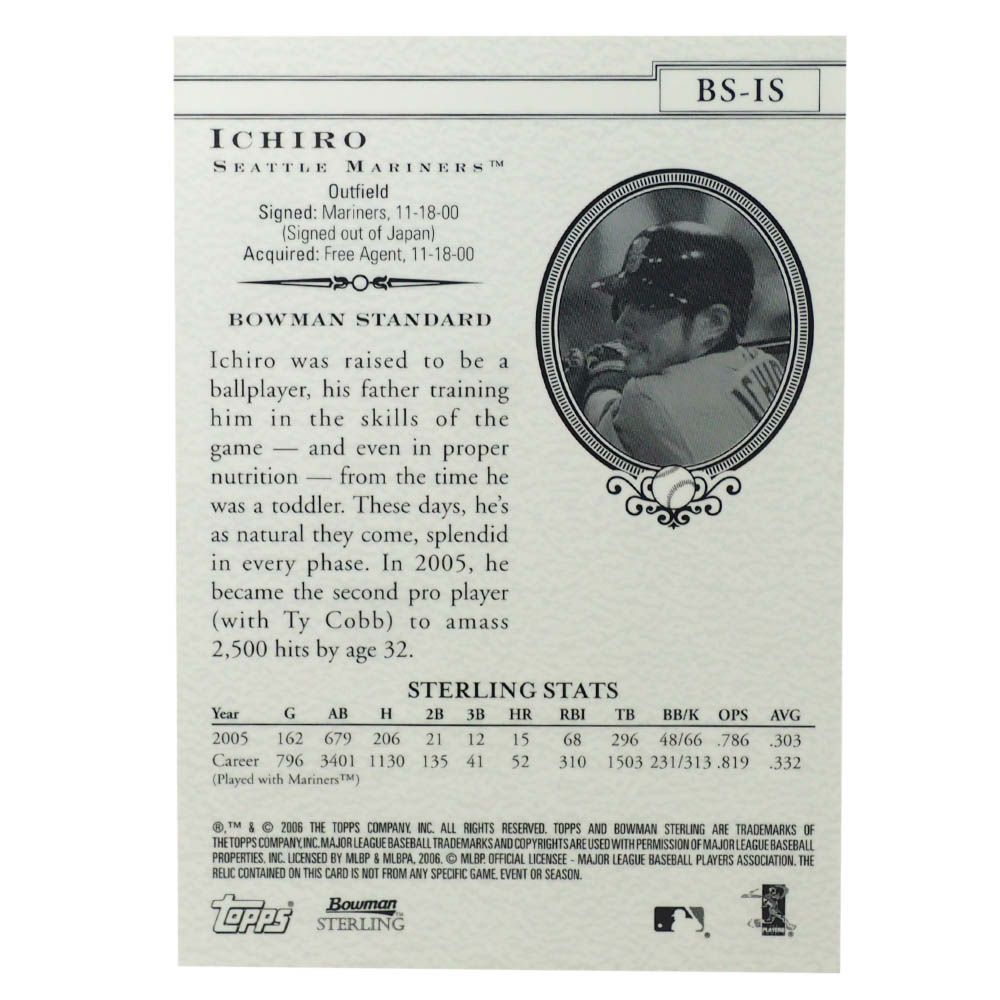 BS-IS
ICHIRO
SEATTLE MARINERS™
Outfield
Signed: Mariners, 11-18-00
(Signed out of Japan)
Acquired: Free Agent, 11-18-00
BOWMAN STANDARD
Ichiro was raised to be a
ballplayer, his father training
him in the skills of the
game — and even in proper
nutrition — from the time he
was a toddler. These days, he's
as natural they come, splendid
in every phase. In 2005, he
became the second pro player
(with Ty Cobb) to amass
2,500 hits by age 32.
STERLING STATS
Year G AB H 2B 3B HR RBI TB BB/K OPS AVG
2005 162 679 206 21 12 15 68 296 48/66 .786 .303
Career 796 3401 1130 135 41 52 310 1503 231/313 .819 .332
(Played with Mariners™)
®,™ & © 2006 THE TOPPS COMPANY, INC. ALL RIGHTS RESERVED. TOPPS AND BOWMAN STERLING ARE TRADEMARKS OF
THE TOPPS COMPANY, INC. MAJOR LEAGUE BASEBALL TRADEMARKS AND COPYRIGHTS ARE USED WITH PERMISSION OF MAJOR LEAGUE BASEBALL
PROPERTIES, INC. LICENSED BY MLBP & MLBPA, 2006. © MLBP. OFFICIAL LICENSEE - MAJOR LEAGUE BASEBALL PLAYERS ASSOCIATION. THE
RELIC CONTAINED ON THIS CARD IS NOT FROM ANY SPECIFIC GAME, EVENT OR SEASON.
Topps®
Bowman™
STERLING
®
PLAYERS ®
ICHIRO